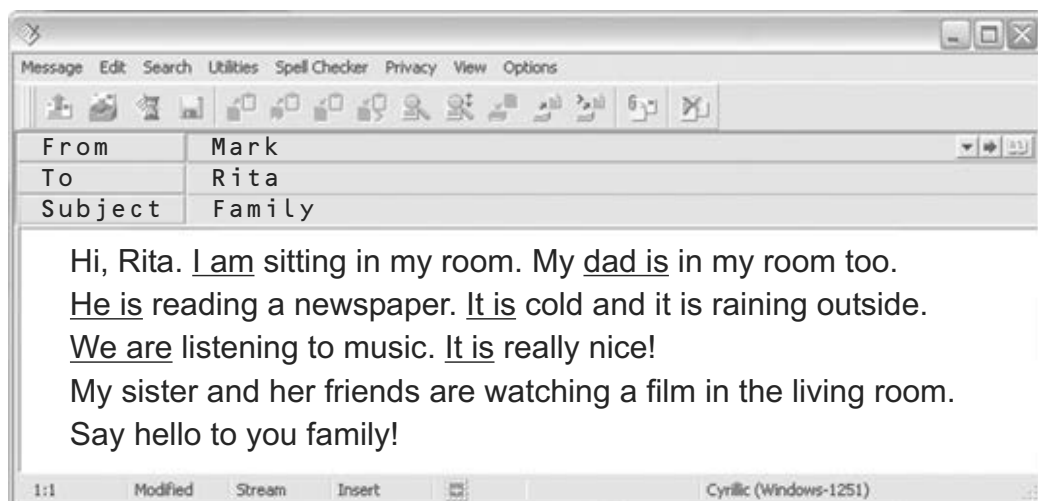 Message Edit Search Utilities Spell Checker Privacy View Options
From Mark
To Rita
Subject Family
Hi, Rita. I am sitting in my room. My dad is in my room too.
He is reading a newspaper. It is cold and it is raining outside.
We are listening to music. It is really nice!
My sister and her friends are watching a film in the living room.
Say hello to you family!
1:1 Modified Stream Insert Cyrillic (Windows-1251)